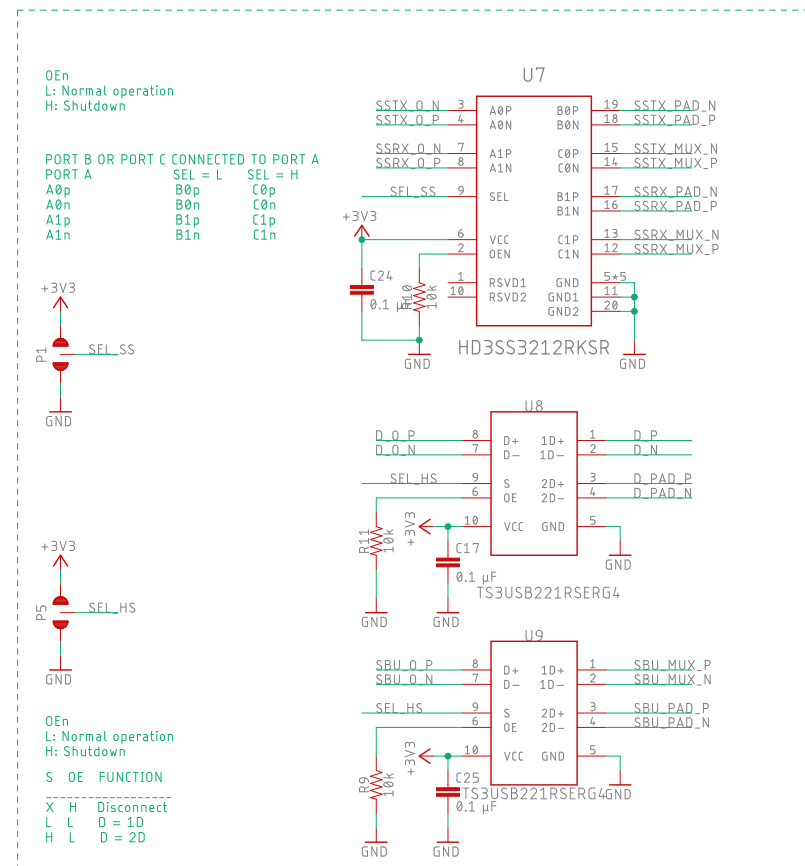 OEn
L: Normal operation
H: Shutdown
PORT B OR PORT C CONNECTED TO PORT A
PORT A SEL = L SEL = H
A0p B0p C0p
A0n B0n C0n
A1p B1p C1p
A1n B1n C1n
+3V3
P1
SEL_SS
GND
+3V3
P5
SEL_HS
GND
OEn
L: Normal operation
H: Shutdown
S OE FUNCTION
--------------------
X H Disconnect
L L D = 1D
H L D = 2D
U7
SSTX_O_N 3 A0P B0P 19 SSTX_PAD_N
SSTX_O_P 4 A0N B0N 18 SSTX_PAD_P
SSRX_O_N 7 A1P C0P 15 SSTX_MUX_N
SSRX_O_P 8 A1N C0N 14 SSTX_MUX_P
SEL_SS 9 SEL B1P 17 SSRX_PAD_N
B1N 16 SSRX_PAD_P
+3V3
6 VCC C1P 13 SSRX_MUX_N
2 OEN C1N 12 SSRX_MUX_P
C24
0.1 µF
R10
10k
1 RSVD1 GND 5*5
10 RSVD2 GND1 11
GND2 20
HD3SS3212RKSR
GND
GND
U8
D_O_P 8 D+ 1D+ 1 D_P
D_O_N 7 D- 1D- 2 D_N
SEL_HS 9 S 2D+ 3 D_PAD_P
6 OE 2D- 4 D_PAD_N
+3V3 10 VCC GND 5
R11
10k
C17
0.1 µF
GND
TS3USB221RSERG4
GND
GND
U9
SBU_O_P 8 D+ 1D+ 1 SBU_MUX_P
SBU_O_N 7 D- 1D- 2 SBU_MUX_N
SEL_HS 9 S 2D+ 3 SBU_PAD_P
6 OE 2D- 4 SBU_PAD_N
+3V3 10 VCC GND 5
R9
10k
C25
0.1 µF
TS3USB221RSERG4
GND
GND
GND